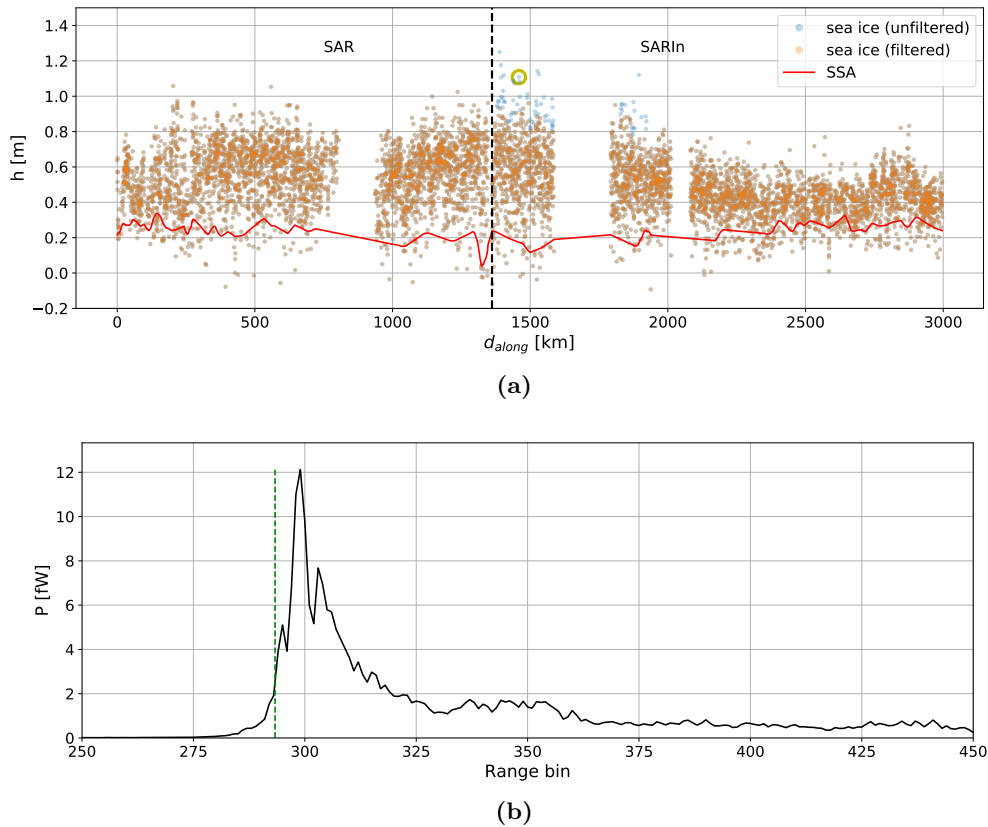 1.4
1.2
1.0
0.8
0.6
0.4
0.2
0.0
−0.2
h [m]
SAR
SARIn
sea ice (unfiltered)
sea ice (filtered)
SSA
0 500 1000 1500 2000 2500 3000
d_along [km]
(a)
12
10
8
6
4
2
0
P [fW]
250 275 300 325 350 375 400 425 450
Range bin
(b)